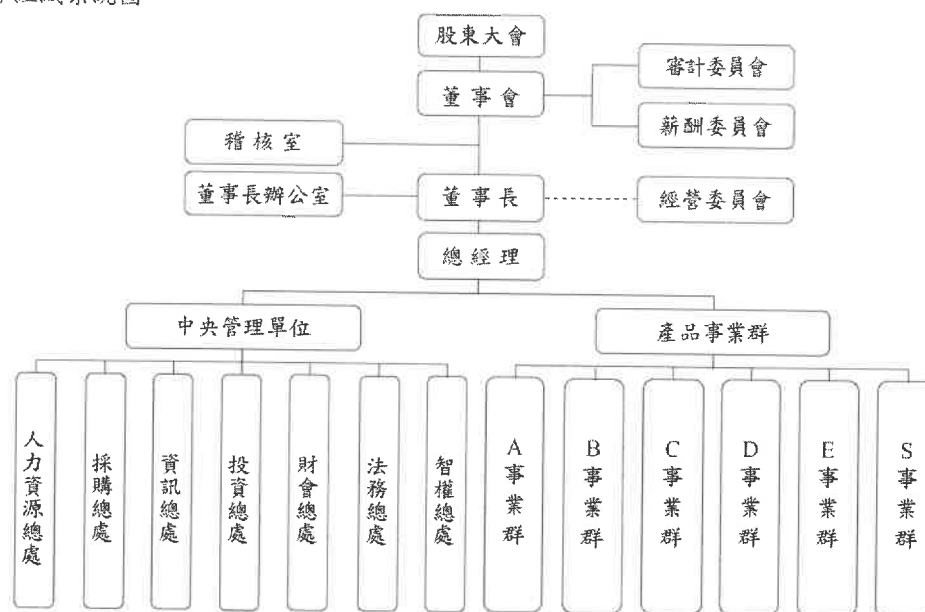 組織系統圖
股東大會
審計委員會
董事會
薪酬委員會
稽核室
董事長辦公室
董事長
經營委員會
總經理
中央管理單位
產品事業群
人力資源總處
採購總處
資訊總處
投資總處
財會總處
法務總處
智權總處
A事業群
B事業群
C事業群
D事業群
E事業群
S事業群